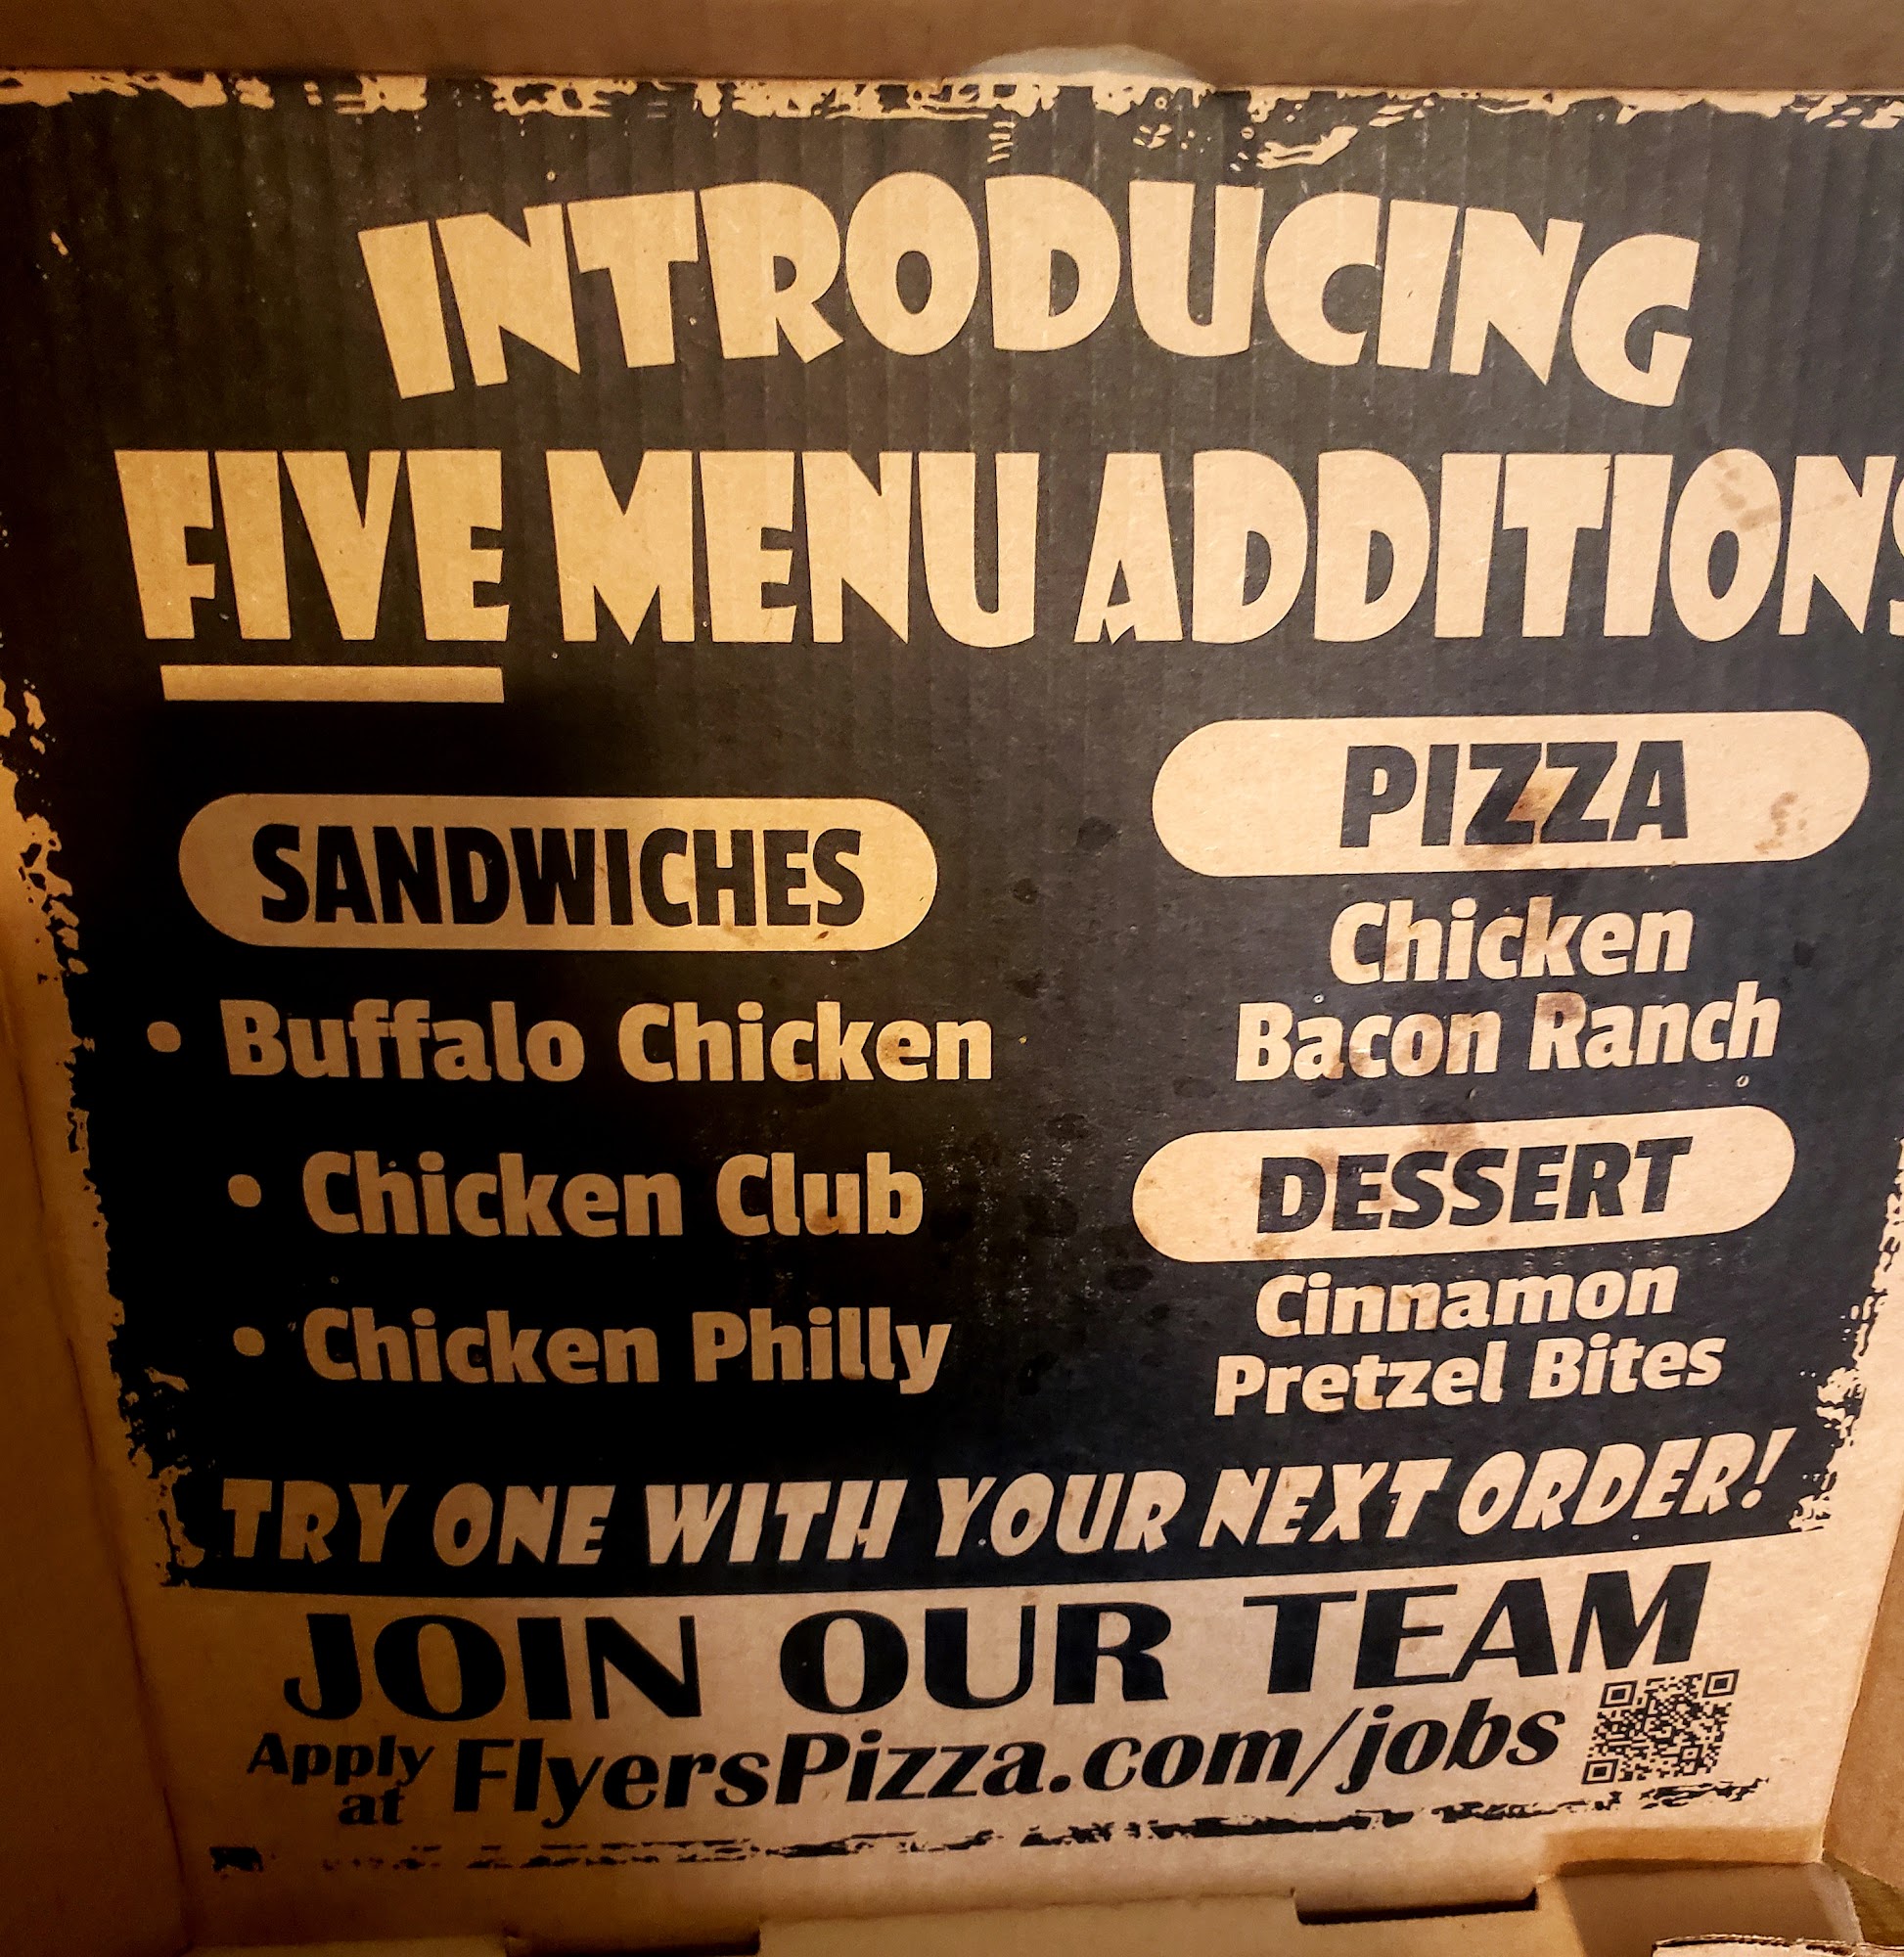 INTRODUCING
FIVE MENU ADDITIONS
SANDWICHES
• Buffalo Chicken
• Chicken Club
• Chicken Philly
PIZZA
Chicken
Bacon Ranch
DESSERT
Cinnamon
Pretzel Bites
TRY ONE WITH YOUR NEXT ORDER!
JOIN OUR TEAM
Apply
at
FlyersPizza.com/jobs